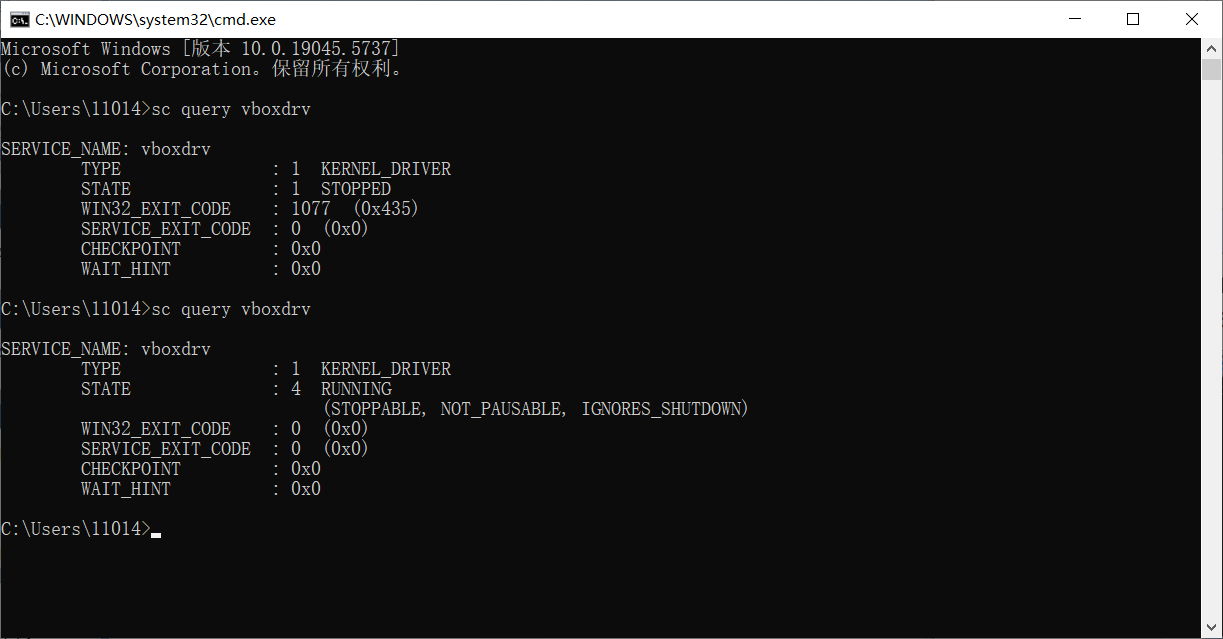 C:\WINDOWS\system32\cmd.exe
Microsoft Windows [版本 10.0.19045.5737]
(c) Microsoft Corporation。保留所有权利。
C:\Users\11014>sc query vboxdrv
SERVICE_NAME: vboxdrv
        TYPE               : 1  KERNEL_DRIVER
        STATE              : 1  STOPPED
        WIN32_EXIT_CODE    : 1077  (0x435)
        SERVICE_EXIT_CODE  : 0  (0x0)
        CHECKPOINT         : 0x0
        WAIT_HINT          : 0x0
C:\Users\11014>sc query vboxdrv
SERVICE_NAME: vboxdrv
        TYPE               : 1  KERNEL_DRIVER
        STATE              : 4  RUNNING
                                (STOPPABLE, NOT_PAUSABLE, IGNORES_SHUTDOWN)
        WIN32_EXIT_CODE    : 0  (0x0)
        SERVICE_EXIT_CODE  : 0  (0x0)
        CHECKPOINT         : 0x0
        WAIT_HINT          : 0x0
C:\Users\11014>